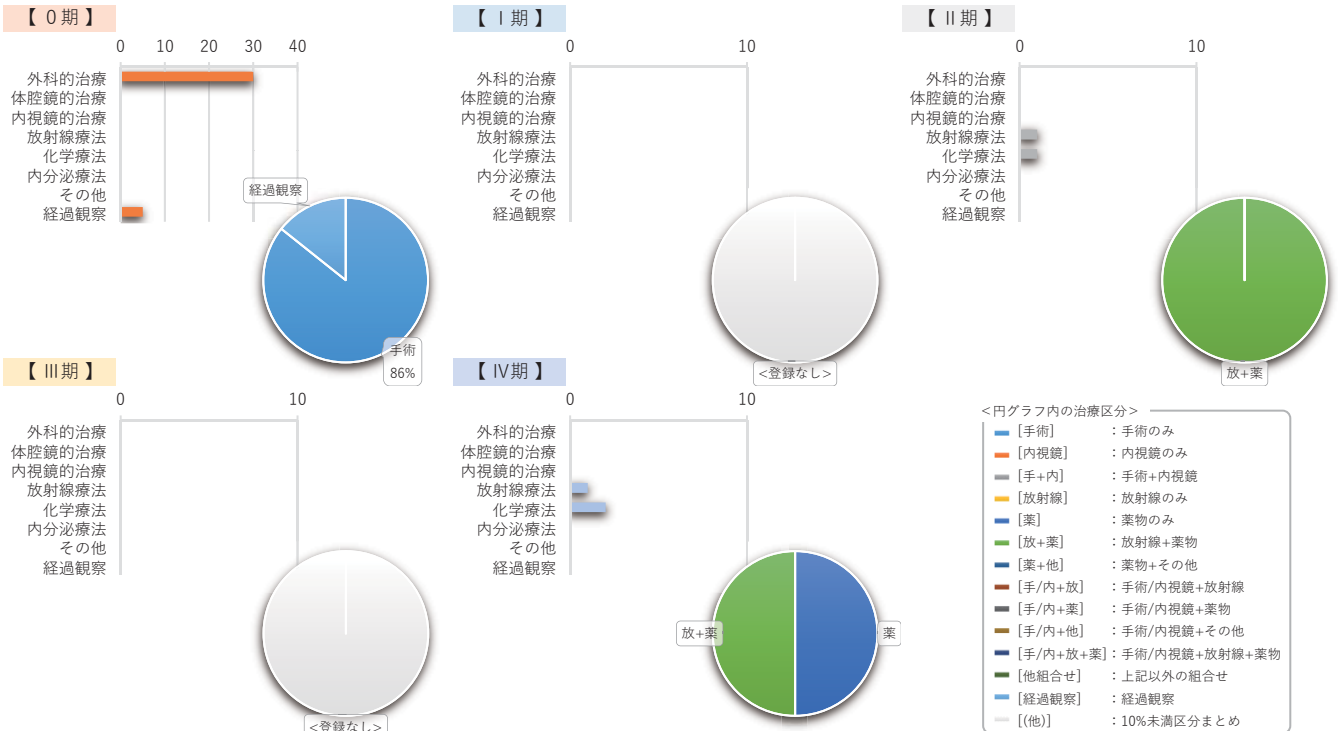 【 0期 】
0 10 20 30 40
外科的治療
体腔鏡的治療
内視鏡的治療
放射線療法
化学療法
内分泌療法
その他
経過観察
経過観察
手術
86%
【 I期 】
0 10
外科的治療
体腔鏡的治療
内視鏡的治療
放射線療法
化学療法
内分泌療法
その他
経過観察
<登録なし>
【 II期 】
0 10
外科的治療
体腔鏡的治療
内視鏡的治療
放射線療法
化学療法
内分泌療法
その他
経過観察
放+薬
【 III期 】
0 10
外科的治療
体腔鏡的治療
内視鏡的治療
放射線療法
化学療法
内分泌療法
その他
経過観察
<登録なし>
【 IV期 】
0 10
外科的治療
体腔鏡的治療
内視鏡的治療
放射線療法
化学療法
内分泌療法
その他
経過観察
放+薬
薬
<円グラフ内の治療区分>
[手術] ：手術のみ
[内視鏡] ：内視鏡のみ
[手+内] ：手術+内視鏡
[放射線] ：放射線のみ
[薬] ：薬物のみ
[放+薬] ：放射線+薬物
[薬+他] ：薬物+その他
[手/内+放] ：手術/内視鏡+放射線
[手/内+薬] ：手術/内視鏡+薬物
[手/内+他] ：手術/内視鏡+その他
[手/内+放+薬]：手術/内視鏡+放射線+薬物
[他組合せ] ：上記以外の組合せ
[経過観察] ：経過観察
[(他)] ：10%未満区分まとめ